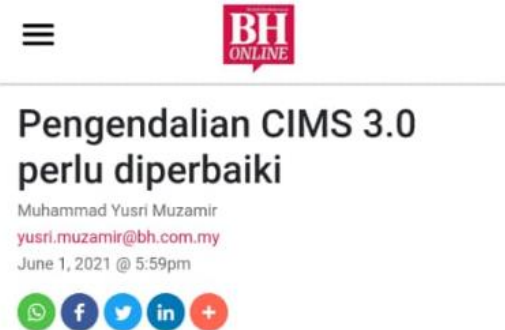 BH
ONLINE
Pengendalian CIMS 3.0
perlu diperbaiki
Muhammad Yusri Muzamir
yusri.muzamir@bh.com.my
June 1, 2021 @ 5:59pm